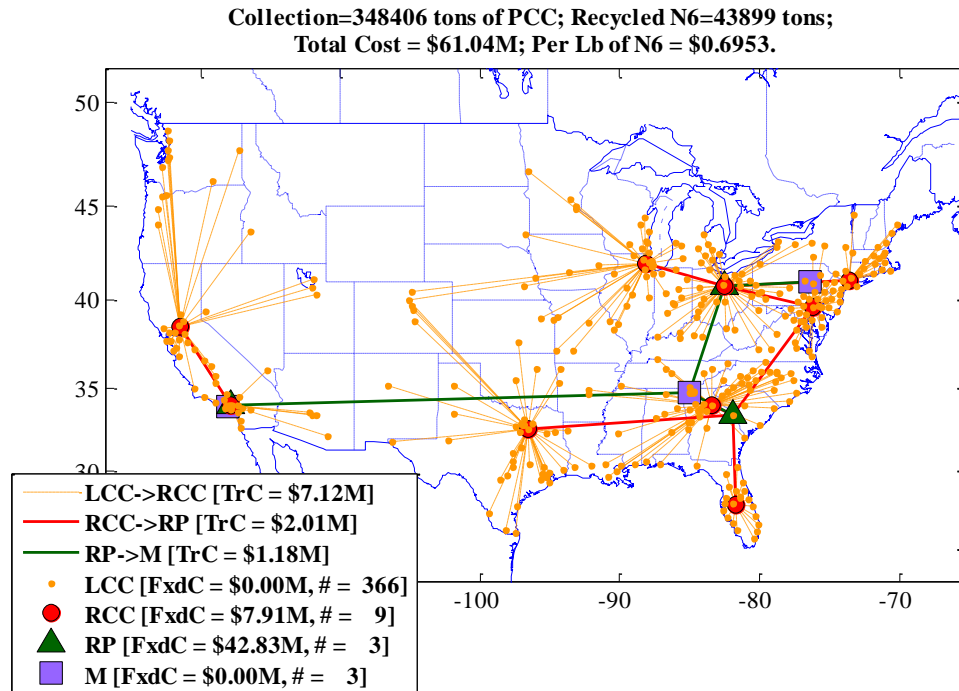 Collection=348406 tons of PCC; Recycled N6=43899 tons;
Total Cost = $61.04M; Per Lb of N6 = $0.6953.
50
45
40
35
30
-100
-90
-80
-70
LCC->RCC [TrC = $7.12M]
RCC->RP [TrC = $2.01M]
RP->M [TrC = $1.18M]
LCC [FxdC = $0.00M, # = 366]
RCC [FxdC = $7.91M, # = 9]
RP [FxdC = $42.83M, # = 3]
M [FxdC = $0.00M, # = 3]